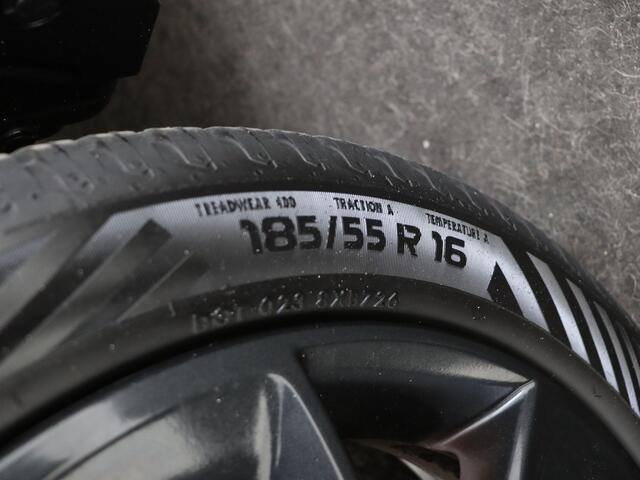 TREADWEAR 400 TRACTION A TEMPERATURE A
185/55 R 16